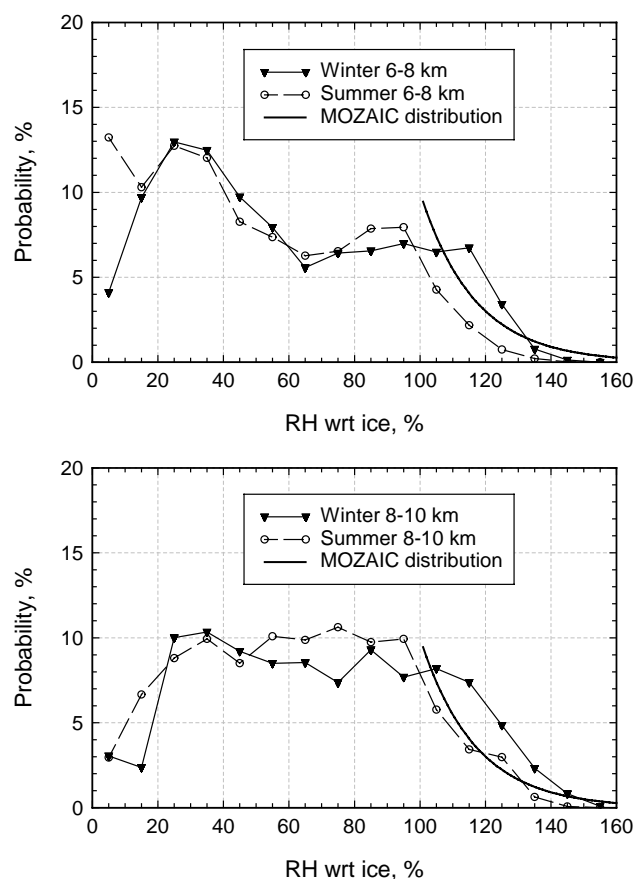 20
15
10
5
0
Probability, %
Winter 6-8 km
Summer 6-8 km
MOZAIC distribution
0 20 40 60 80 100 120 140 160
RH wrt ice, %
20
15
10
5
0
Probability, %
Winter 8-10 km
Summer 8-10 km
MOZAIC distribution
0 20 40 60 80 100 120 140 160
RH wrt ice, %